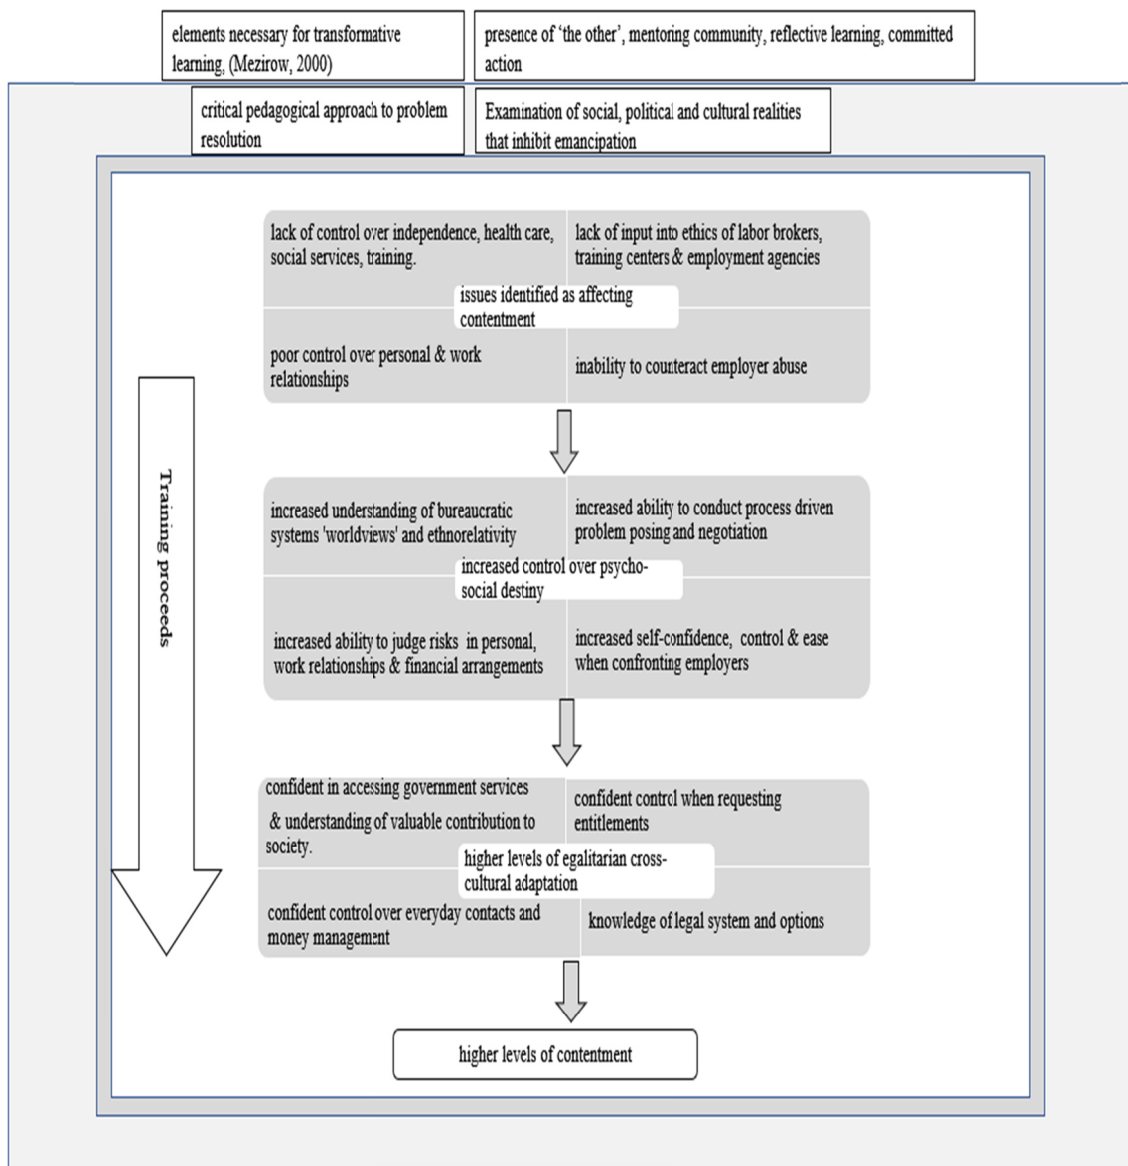 elements necessary for transformative
learning, (Mezirow, 2000)
presence of ‘the other’, mentoring community, reflective learning, committed
action
critical pedagogical approach to problem
resolution
Examination of social, political and cultural realities
that inhibit emancipation
lack of control over independence, health care,
social services, training.
lack of input into ethics of labor brokers,
training centers & employment agencies
issues identified as affecting
contentment
poor control over personal & work
relationships
inability to counteract employer abuse
Training proceeds
increased understanding of bureaucratic
systems 'worldviews' and ethnorelativity
increased ability to conduct process driven
problem posing and negotiation
increased control over psycho-
social destiny
increased ability to judge risks in personal,
work relationships & financial arrangements
increased self-confidence, control & ease
when confronting employers
confident in accessing government services
& understanding of valuable contribution to
society.
confident control when requesting
entitlements
higher levels of egalitarian cross-
cultural adaptation
confident control over everyday contacts and
money management
knowledge of legal system and options
higher levels of contentment